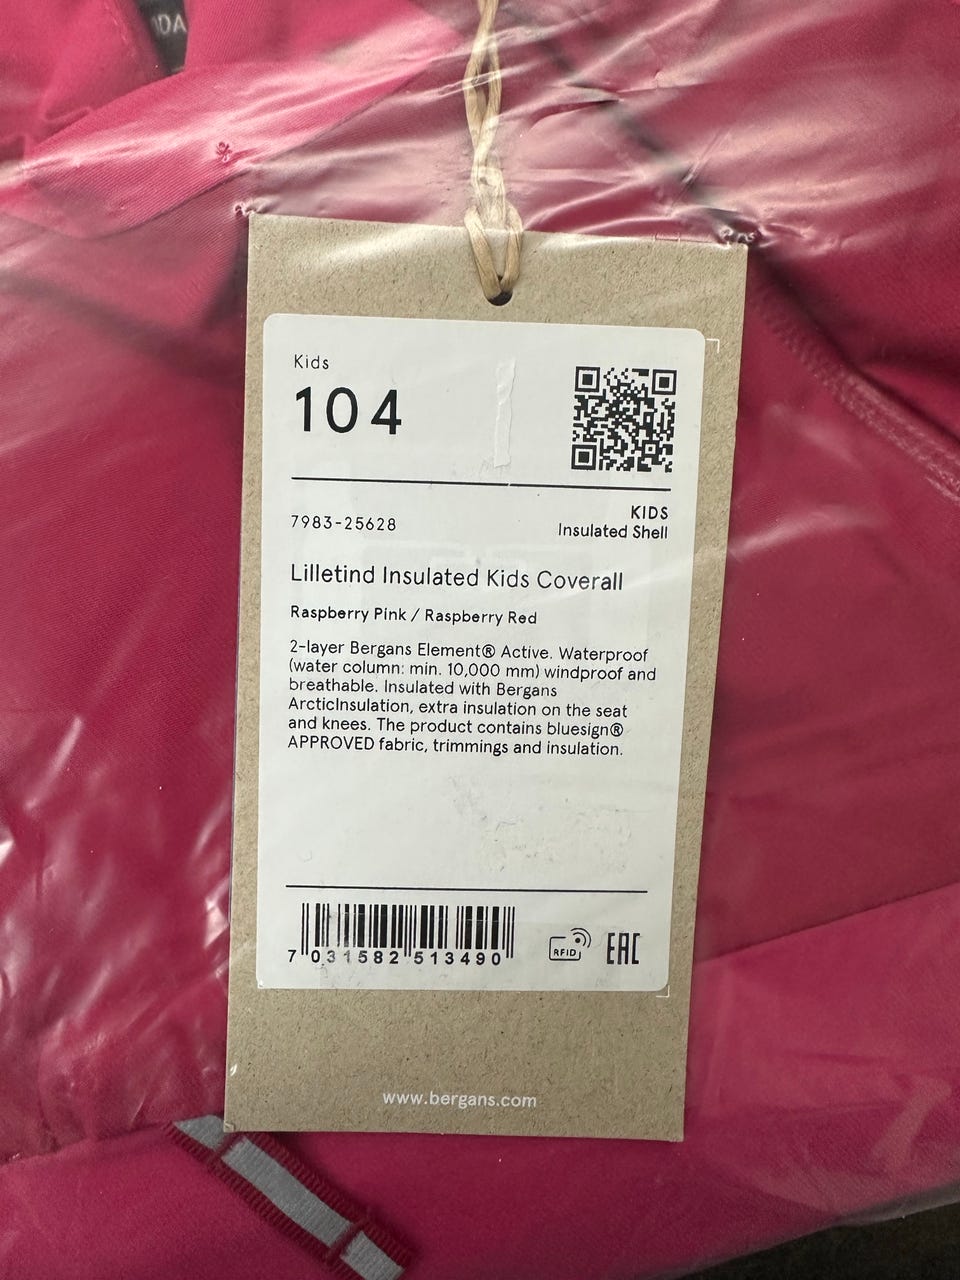 Kids
104
7983-25628
KIDS
Insulated Shell
Lilletind Insulated Kids Coverall
Raspberry Pink / Raspberry Red
2-layer Bergans Element® Active. Waterproof
(water column: min. 10,000 mm) windproof and
breathable. Insulated with Bergans
ArcticInsulation, extra insulation on the seat
and knees. The product contains bluesign®
APPROVED fabric, trimmings and insulation.
7 031582 513490
RFID
EAC
www.bergans.com